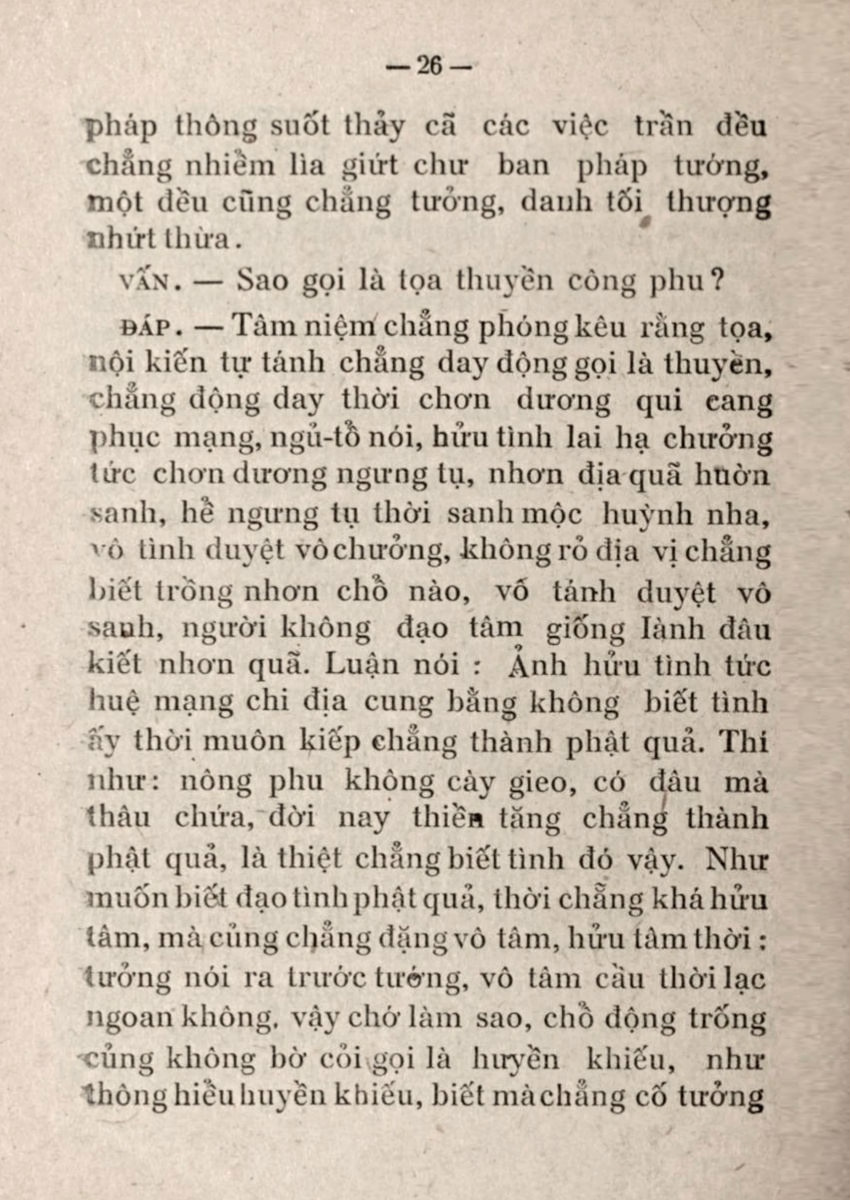 — 26 —
pháp thông suốt thảy cã các việc trần đều
chẳng nhiễm lìa giứt chư ban pháp tướng,
một đều cũng chẳng tưởng, danh tối thượng
nhứt thừa.
VẤN. — Sao gọi là tọa thuyền công phu?
ĐÁP. — Tâm niệm chẳng phóng kêu rằng tọa,
nội kiến tự tánh chẳng day động gọi là thuyền,
chẳng động day thời chơn dương qui cang
phục mạng, ngủ-tổ nói, hửu tình lai hạ chưởng
tức chơn dương ngưng tụ, nhơn địa quã huờn
sanh, hể ngưng tụ thời sanh mộc huỳnh nha,
vô tình duyệt vô chưởng, không rỏ địa vị chẳng
biết trồng nhơn chổ nào, vố tánh duyệt vô
sanh, người không đạo tâm giống lành đâu
kiết nhơn quã. Luận nói : Ảnh hửu tình tức
huệ mạng chi địa cung bằng không biết tình
ấy thời muôn kiếp chẳng thành phật quả. Thí
như: nông phu không cày gieo, có đâu mà
thâu chứa, đời nay thiền tăng chẳng thành
phật quả, là thiệt chẳng biết tình đó vậy. Như
muốn biết đạo tình phật quả, thời chẳng khá hửu
tâm, mà củng chẳng đặng vô tâm, hửu tâm thời :
tưởng nói ra trước tướng, vô tâm cầu thời lạc
ngoan không, vậy chớ làm sao, chổ động trống
củng không bờ cỏi gọi là huyền khiếu, như
thông hiểu huyền khiếu, biết mà chẳng cố tưởng